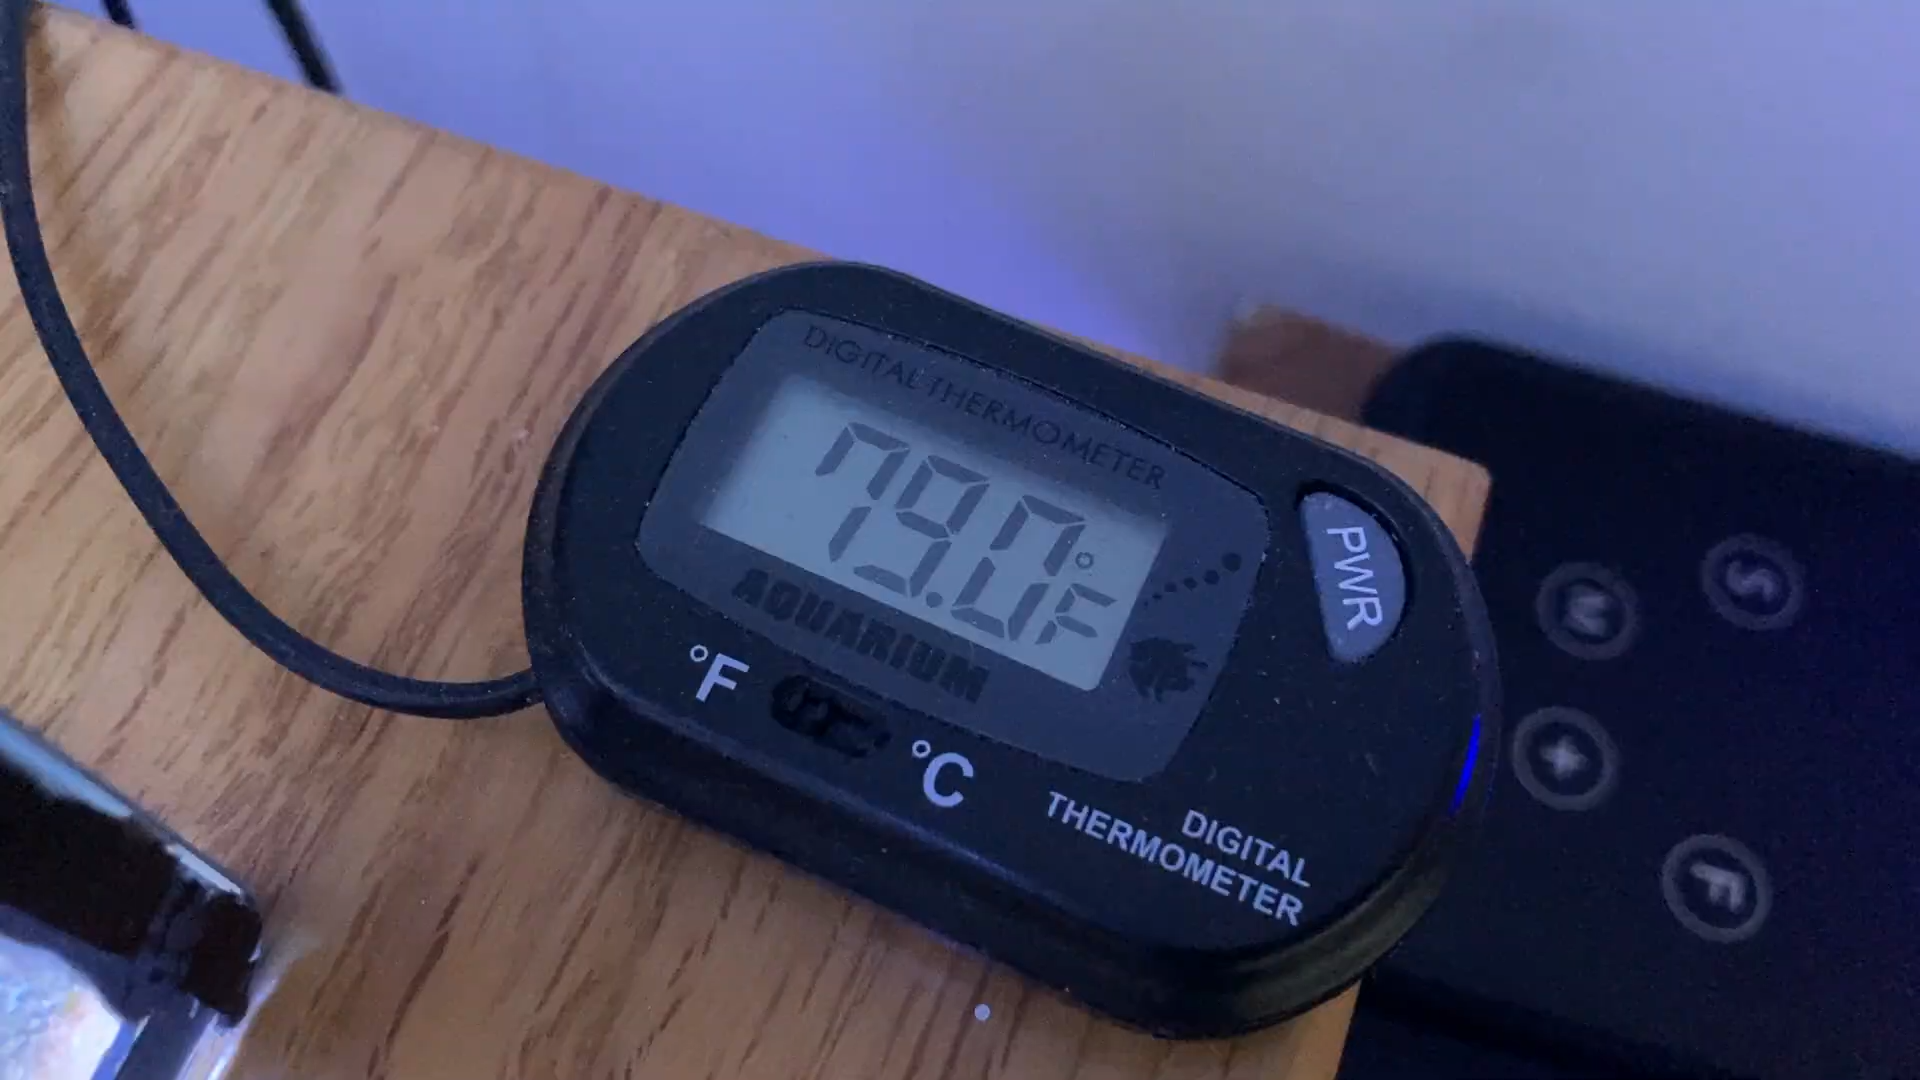 DIGITAL THERMOMETER
79.0°F
AQUARIUM
°F
°C
PWR
DIGITAL
THERMOMETER
S
+
F